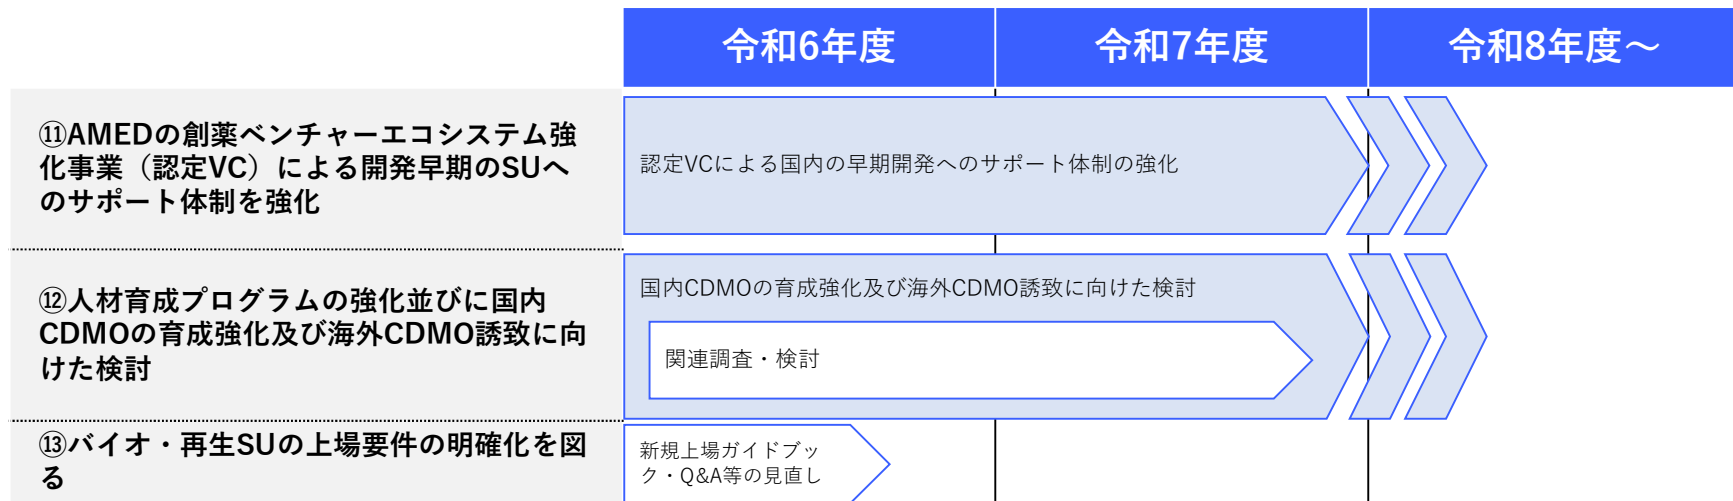 令和6年度
令和7年度
令和8年度～
⑪AMEDの創薬ベンチャーエコシステム強
化事業（認定VC）による開発早期のSUへ
のサポート体制を強化
認定VCによる国内の早期開発へのサポート体制の強化
⑫人材育成プログラムの強化並びに国内
CDMOの育成強化及び海外CDMO誘致に向
けた検討
国内CDMOの育成強化及び海外CDMO誘致に向けた検討
関連調査・検討
⑬バイオ・再生SUの上場要件の明確化を図
る
新規上場ガイドブッ
ク・Q&A等の見直し